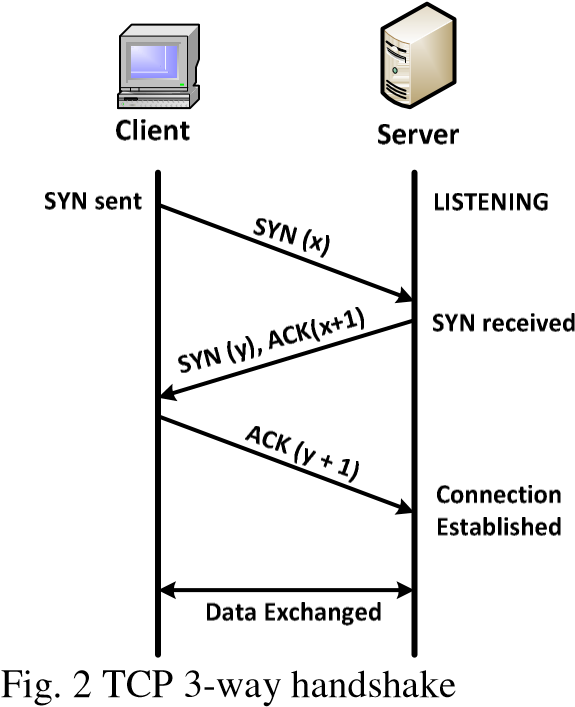 Client
Server
SYN sent
LISTENING
SYN (x)
SYN received
SYN (y), ACK(x+1)
ACK (y + 1)
Connection
Established
Data Exchanged
Fig. 2 TCP 3-way handshake